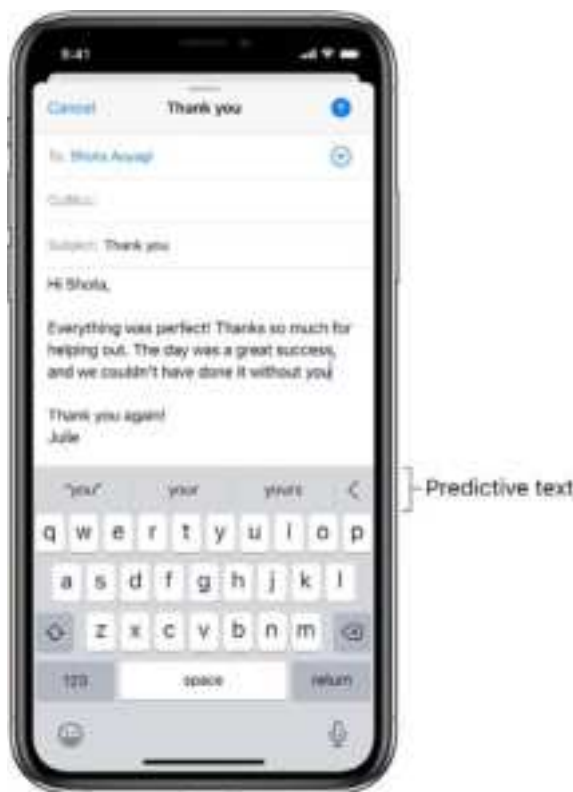 9:41
Cancel Thank you
To: Shota Aoyagi
Cc/Bcc:
Subject: Thank you
Hi Shota,
Everything was perfect! Thanks so much for
helping out. The day was a great success,
and we couldn't have done it without you
Thank you again!
Julie
"you" your yours
Predictive text
q w e r t y u i o p
a s d f g h j k l
z x c v b n m
123 space return